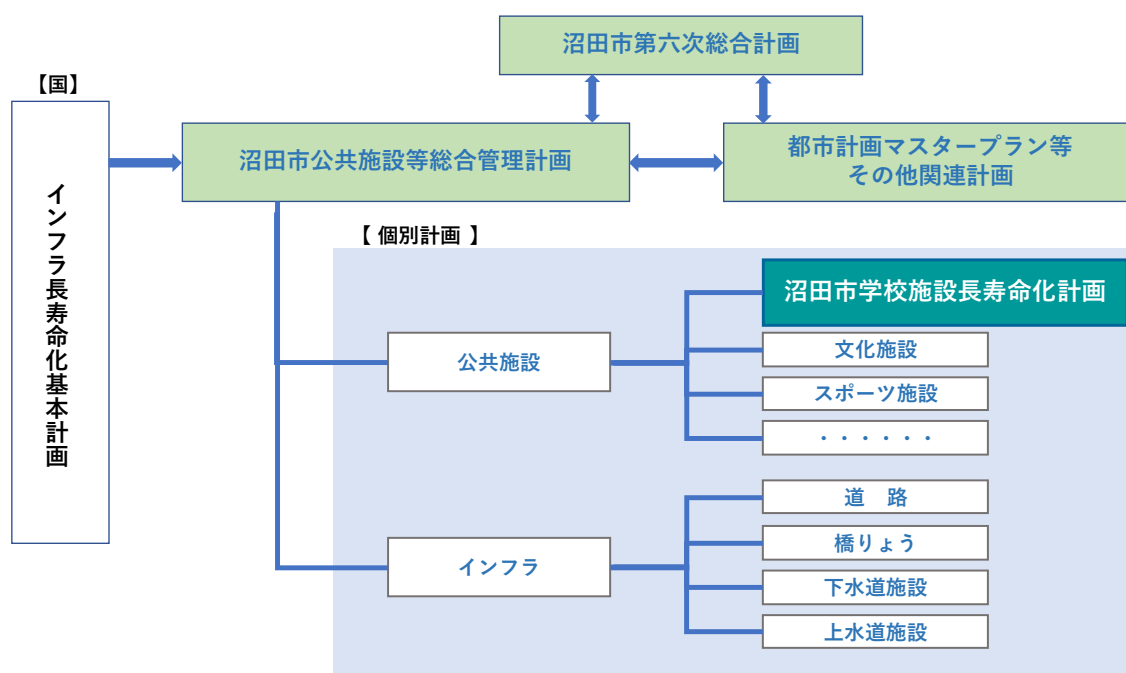 沼田市第六次総合計画
【国】
インフラ長寿命化基本計画
沼田市公共施設等総合管理計画
都市計画マスタープラン等
その他関連計画
【 個別計画 】
沼田市学校施設長寿命化計画
公共施設
文化施設
スポーツ施設
・・・・・・
道　路
橋りょう
インフラ
下水道施設
上水道施設